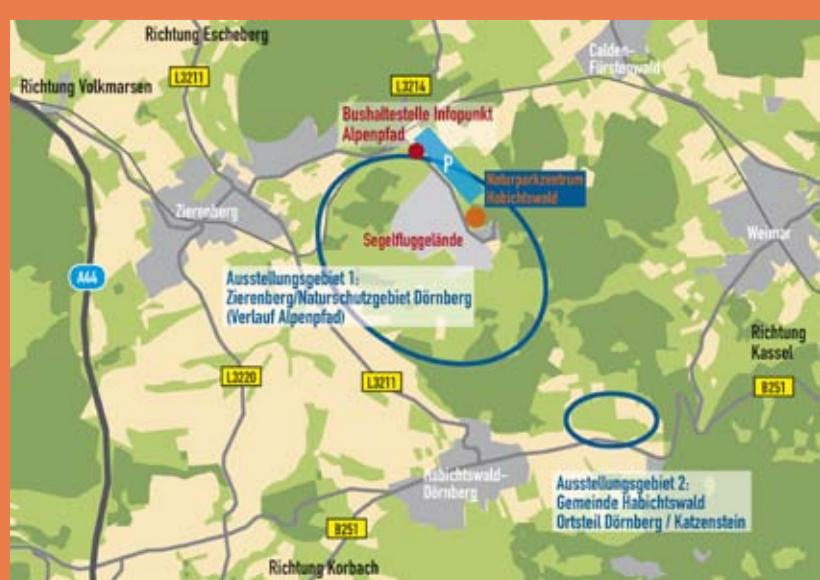 Richtung Escheberg
L3211
Calden-
Fürstenwald
Richtung Volkmarsen
L3214
Bushaltestelle Infopunkt
Alpenpfad
P
Naturparkzentrum
Habichtswald
Zierenberg
Segelfluggelände
Weimar
A44
Ausstellungsgebiet 1:
Zierenberg/Naturschutzgebiet Dörnberg
(Verlauf Alpenpfad)
Richtung
Kassel
L3220
L3211
B251
Habichtswald-
Dörnberg
Ausstellungsgebiet 2:
Gemeinde Habichtswald
Ortsteil Dörnberg / Katzenstein
B251
Richtung Korbach